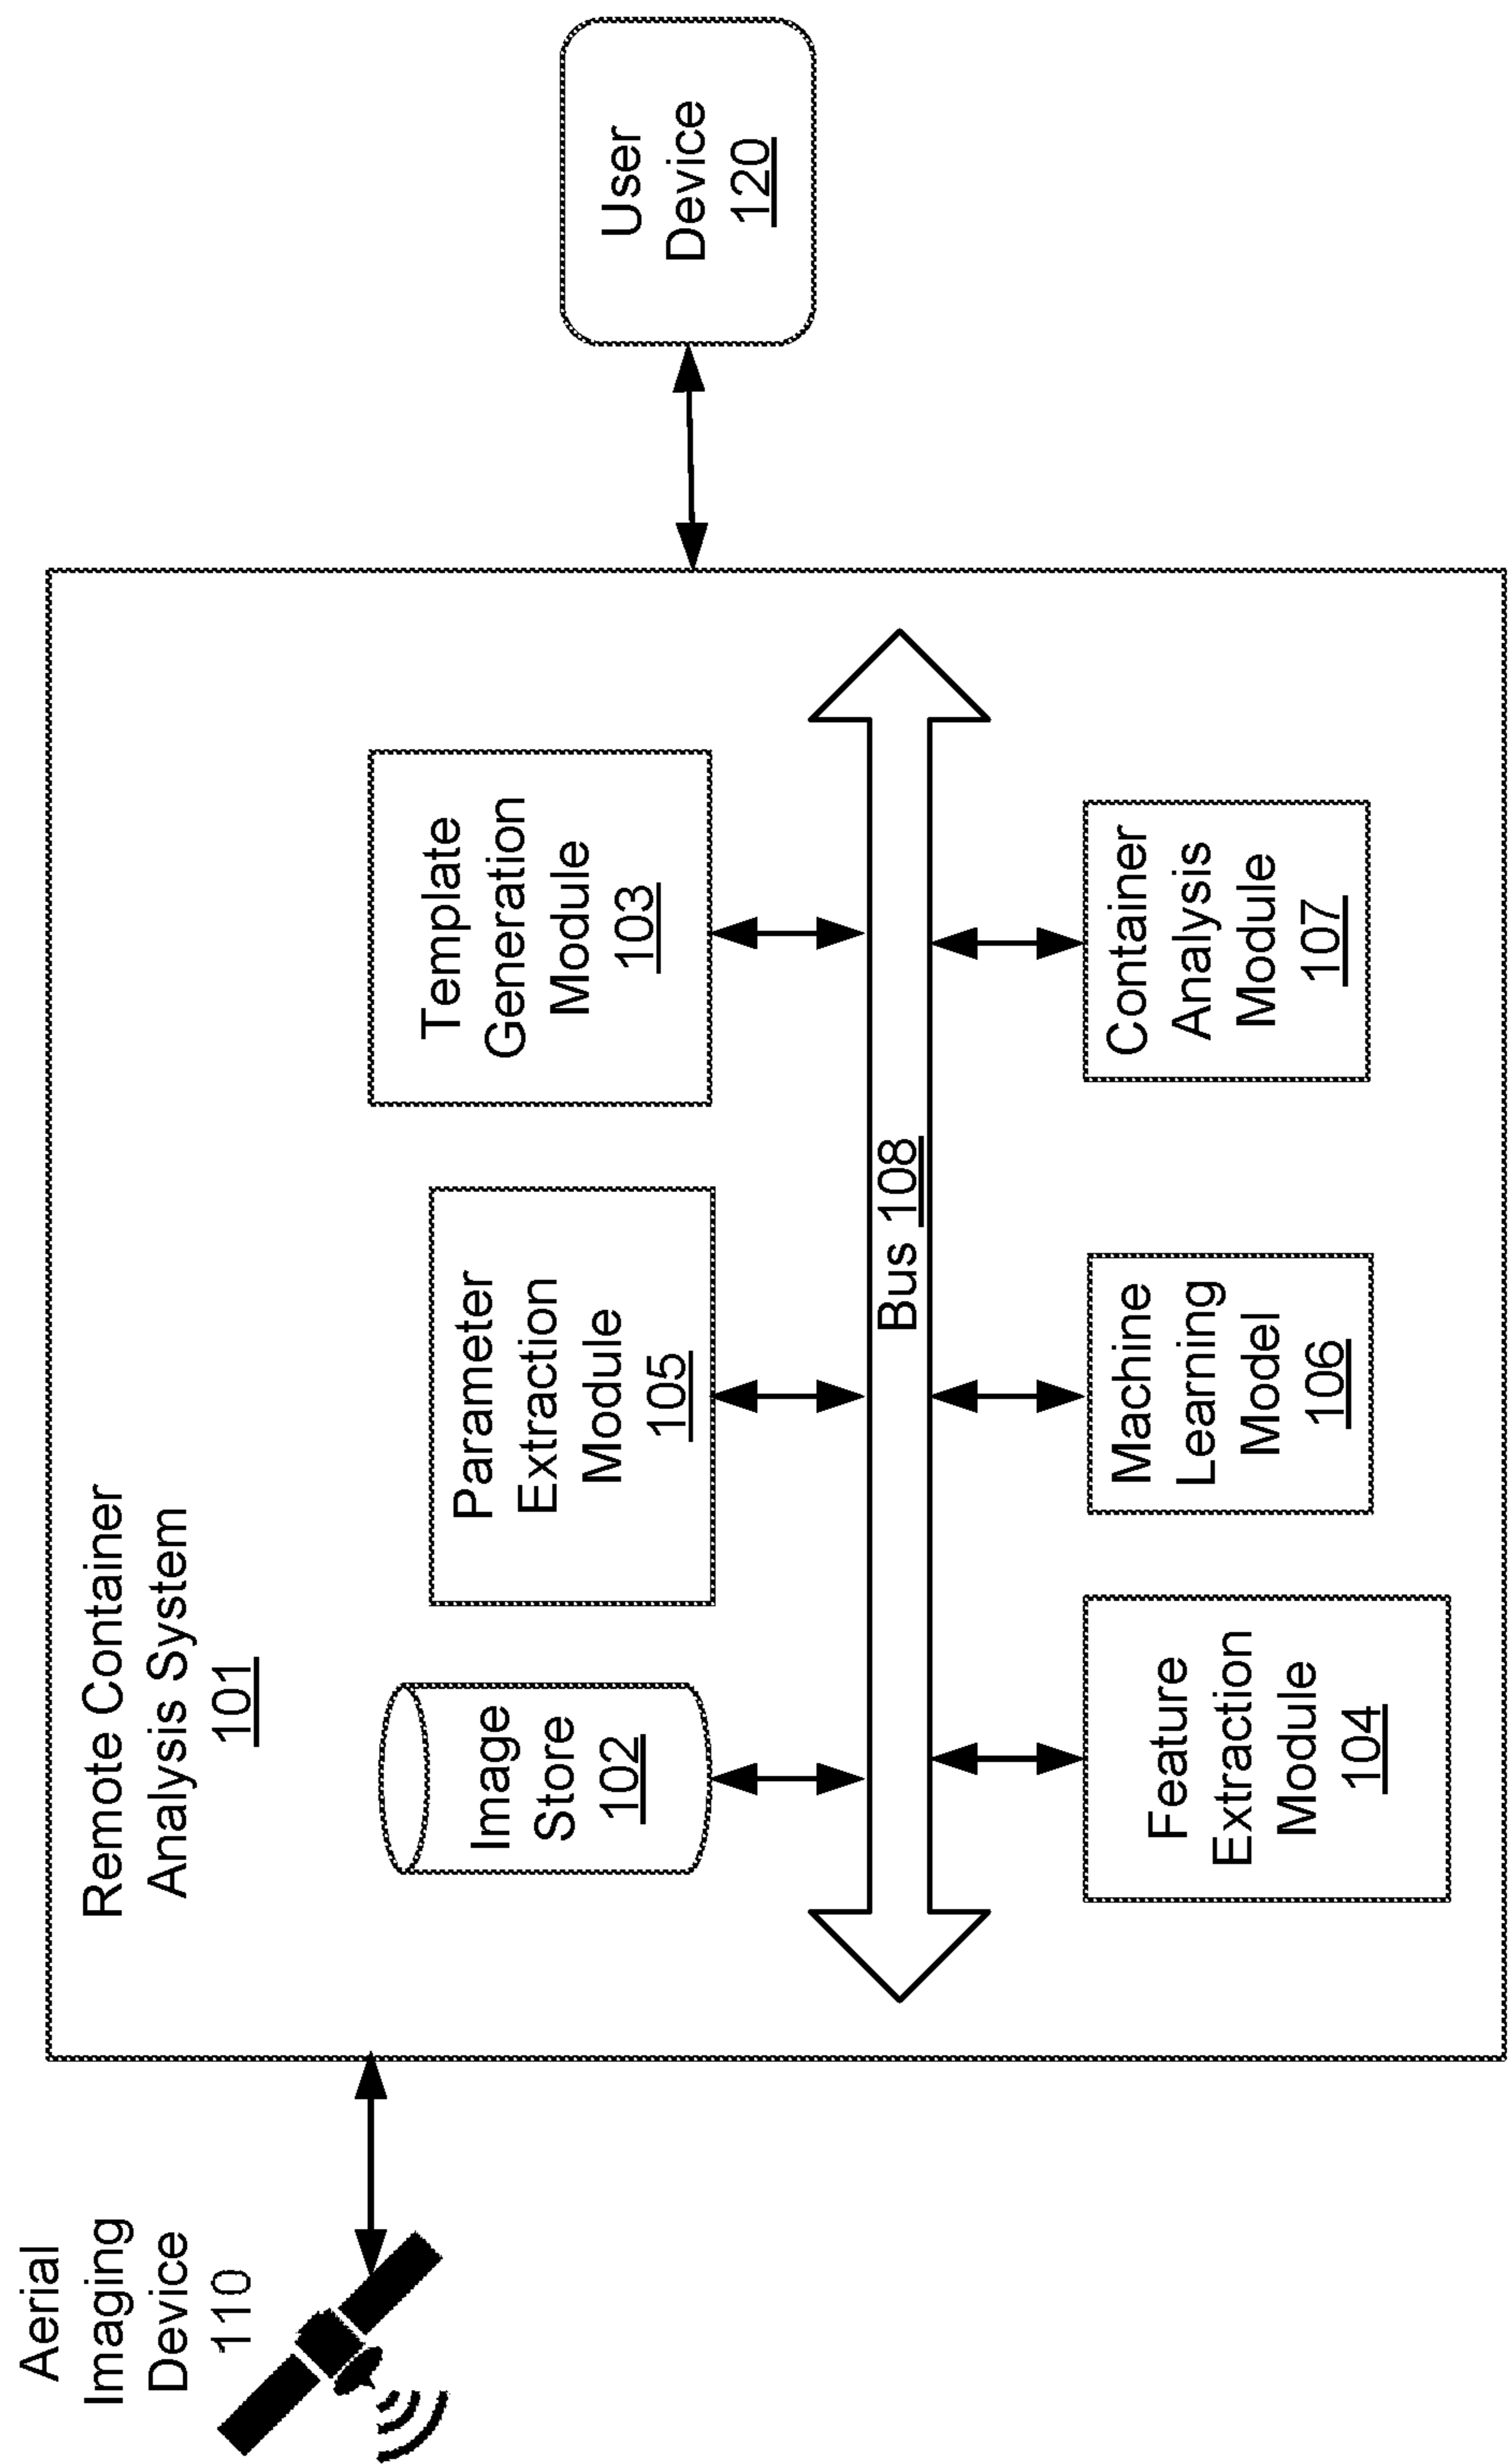 Aerial
Imaging
Device
110
Remote Container
Analysis System
101
Image
Store
102
Parameter
Extraction
Module
105
Template
Generation
Module
103
Bus 108
Feature
Extraction
Module
104
Machine
Learning
Model
106
Container
Analysis
Module
107
User
Device
120